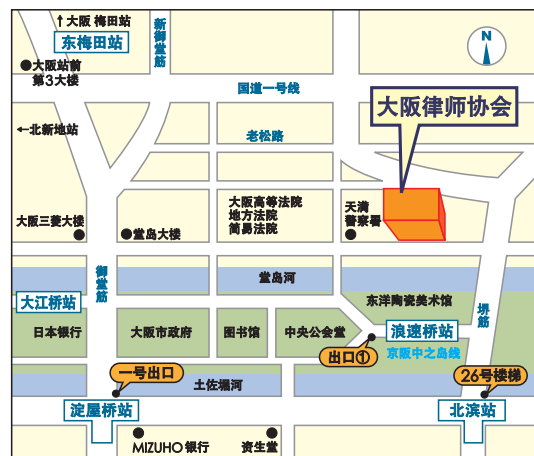 ↑大阪 梅田站
东梅田站
新御堂筋
N
大阪站前
第3大楼
国道一号线
大阪律师协会
←北新地站
老松路
大阪高等法院
地方法院
简易法院
天满
警察署
大阪三菱大楼
堂岛大楼
御堂筋
堂岛河
东洋陶瓷美术馆
堺筋
大江桥站
日本银行
大阪市政府
图书馆
中央公会堂
浪速桥站
出口①
京阪中之岛线
一号出口
土佐堀河
26号楼梯
淀屋桥站
北滨站
MIZUHO 银行
资生堂